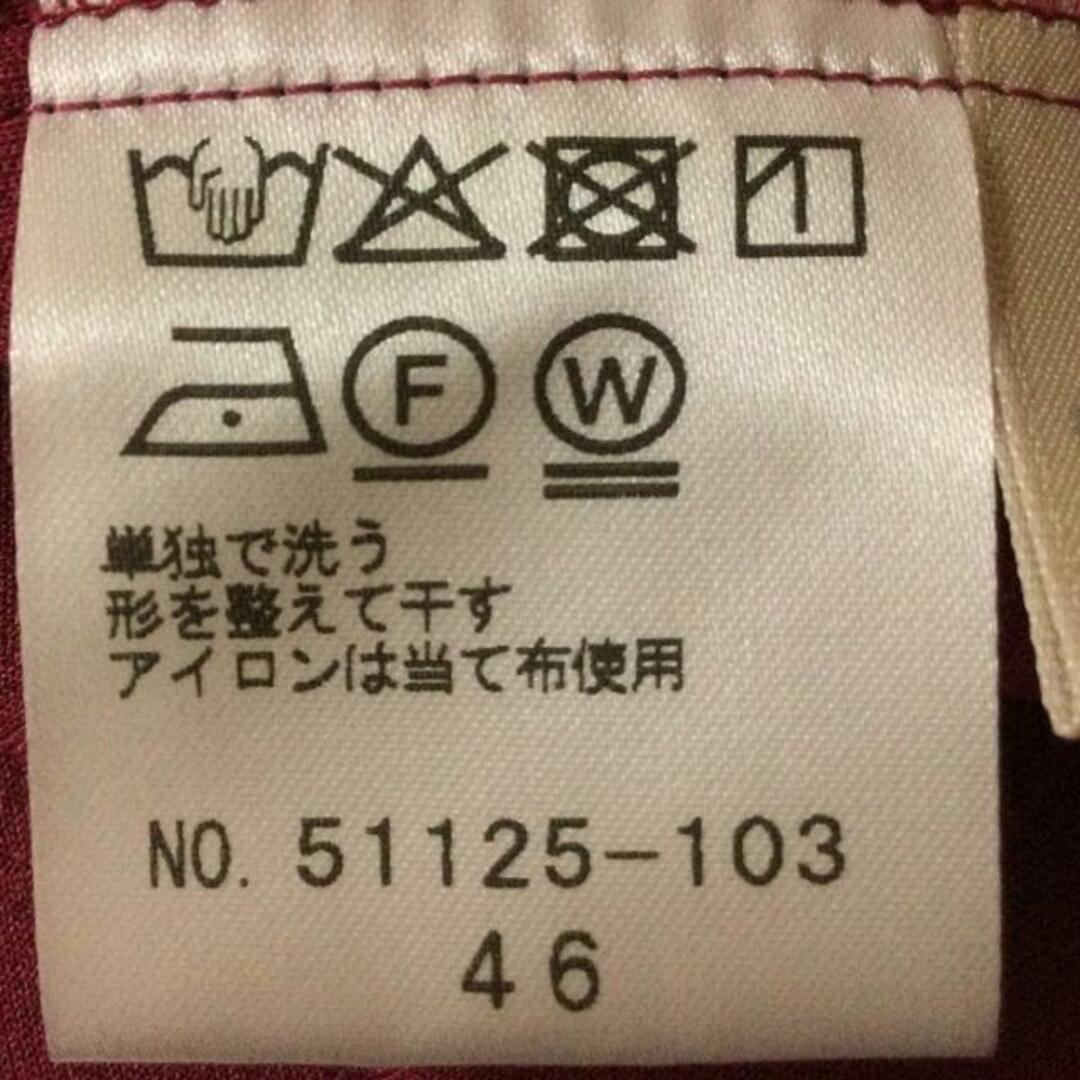 F W
単独で洗う
形を整えて干す
アイロンは当て布使用
NO. 51125-103
46